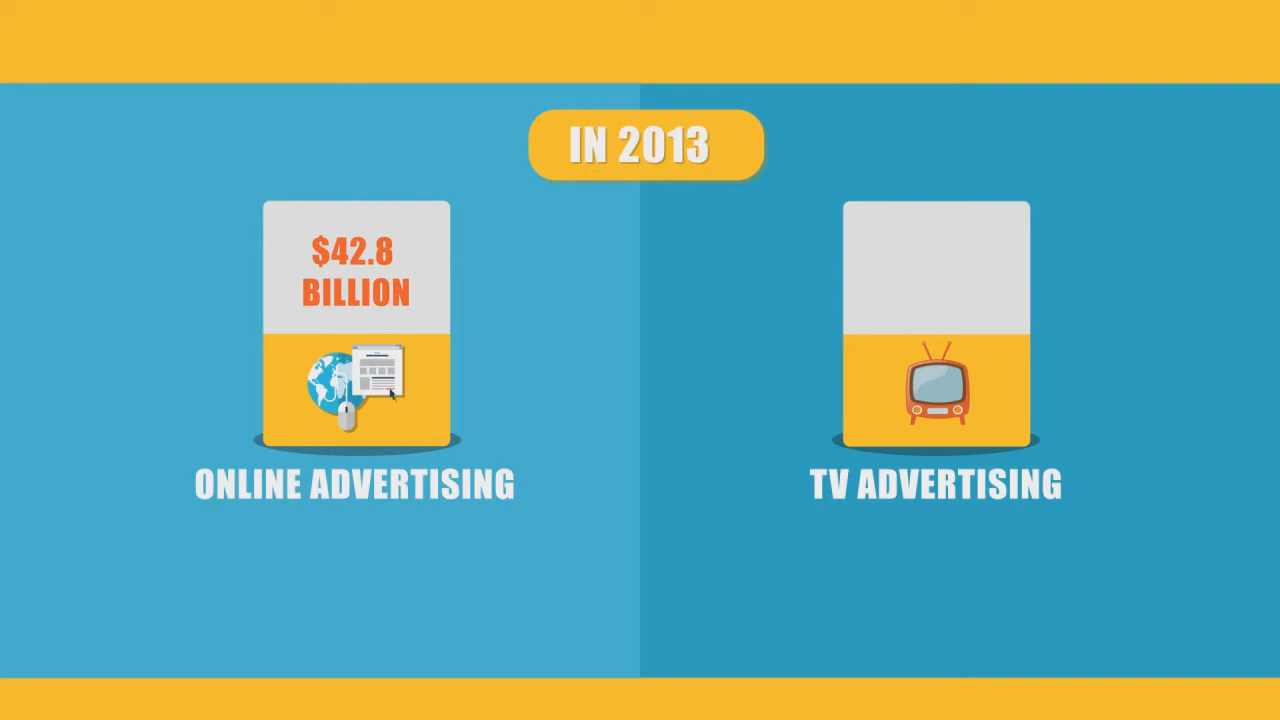 IN 2013
$42.8
BILLION
ONLINE ADVERTISING
TV ADVERTISING